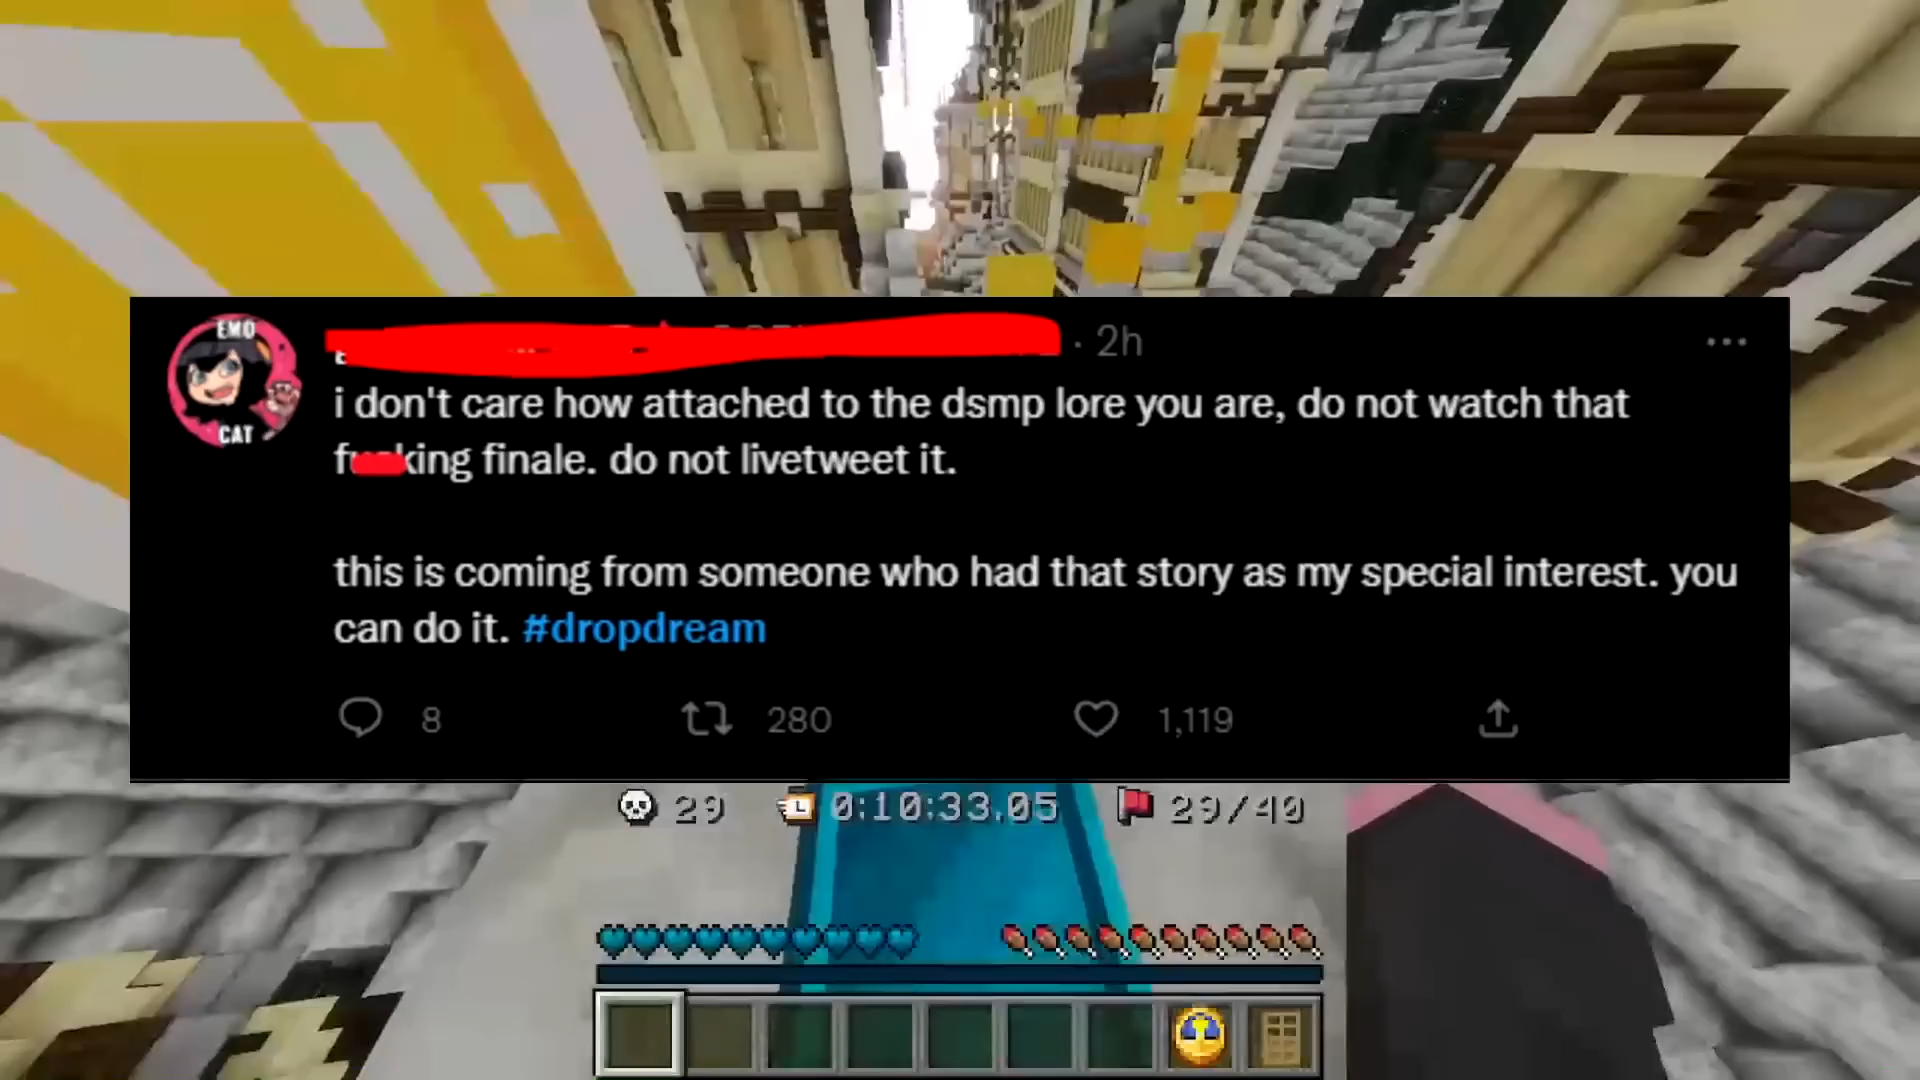 EMO
CAT
· 2h
i don't care how attached to the dsmp lore you are, do not watch that
king finale. do not livetweet it.
this is coming from someone who had that story as my special interest. you
can do it. #dropdream
8 280 1,119
29 0:10:33.05 29/40